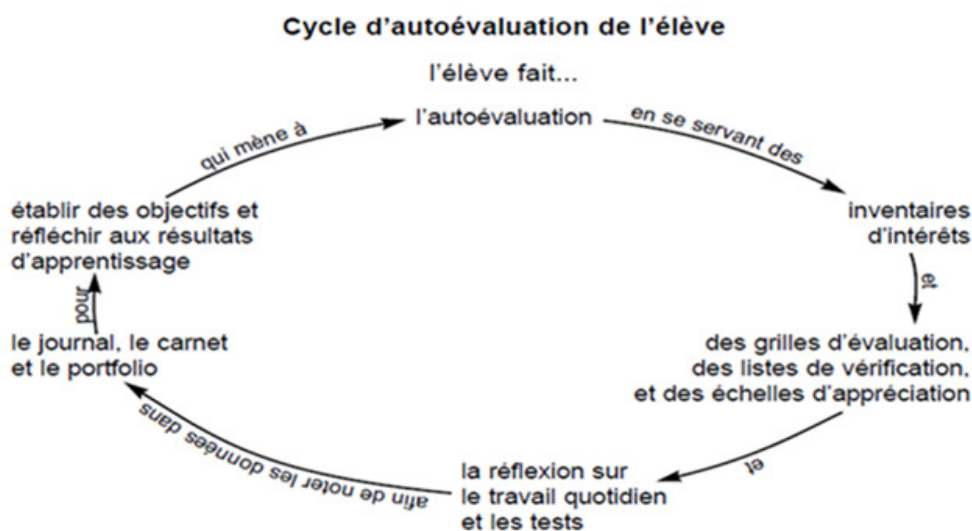 Cycle d'autoévaluation de l'élève
l'élève fait...
l'autoévaluation
en se servant des
inventaires
d'intérêts
et
des grilles d'évaluation,
des listes de vérification,
et des échelles d'appréciation
et
la réflexion sur
le travail quotidien
et les tests
afin de noter les données dans
le journal, le carnet
et le portfolio
pour
établir des objectifs et
réfléchir aux résultats
d'apprentissage
qui mène à